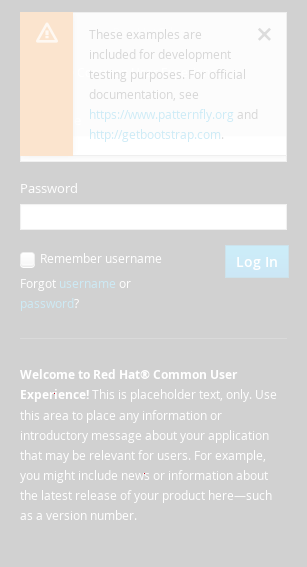 These examples are
included for development
testing purposes. For official
documentation, see
https://www.patternfly.org and
http://getbootstrap.com.
Password
Remember username
Log In
Forgot username or
password?
Welcome to Red Hat® Common User
Experience! This is placeholder text, only. Use
this area to place any information or
introductory message about your application
that may be relevant for users. For example,
you might include news or information about
the latest release of your product here—such
as a version number.